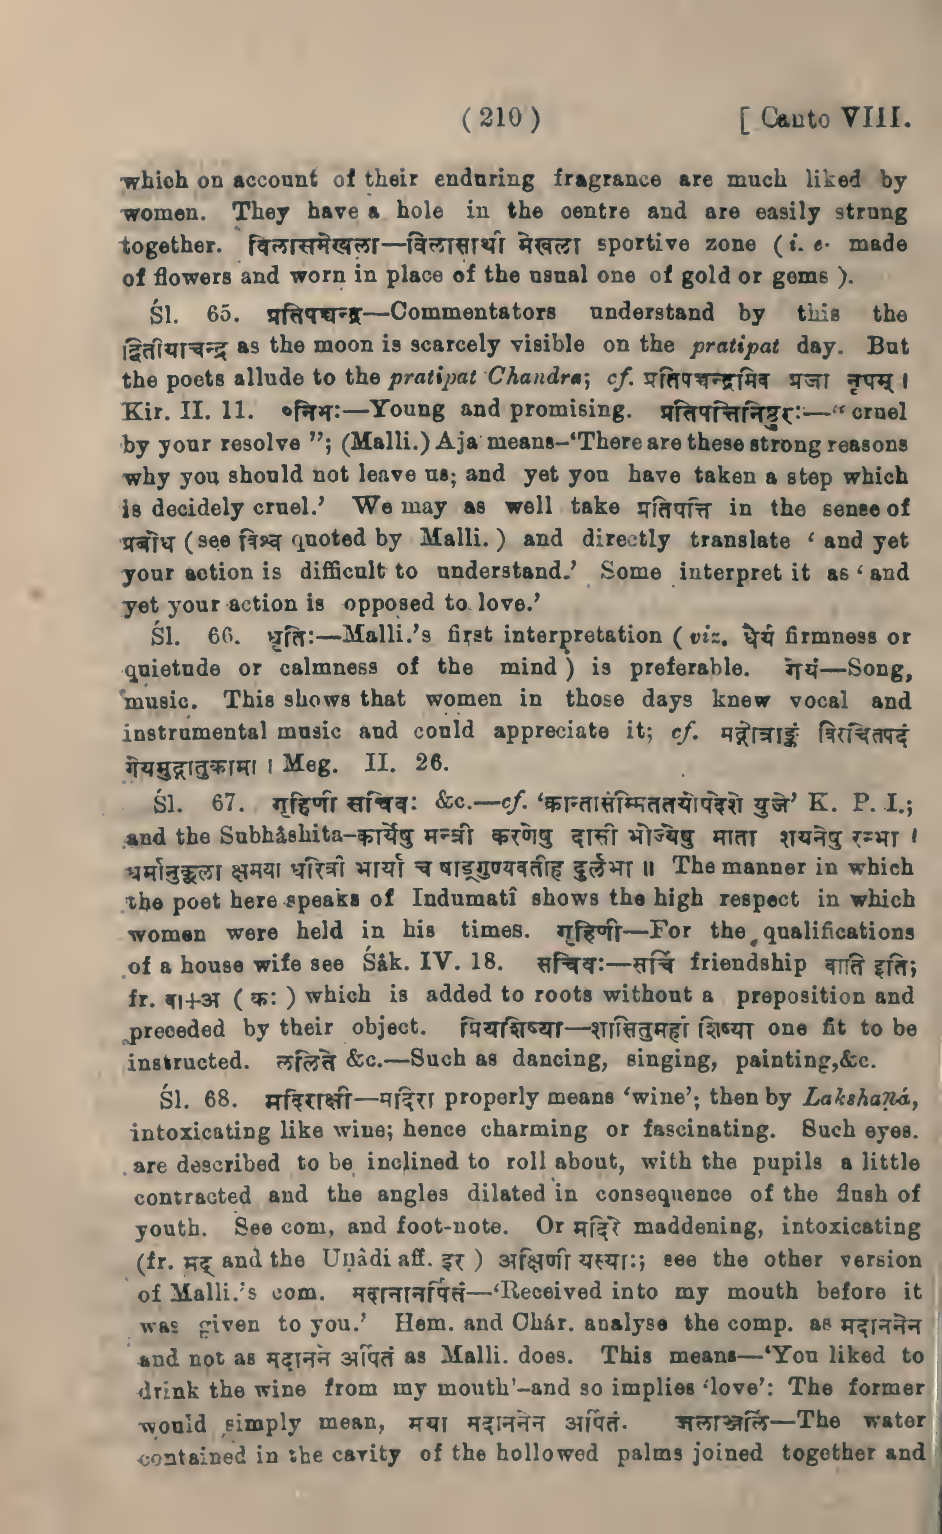 ( 210 ) [ Canto VIII.
which on account of their enduring fragrance are much liked by
women. They have a hole in the centre and are easily strung
together. विलासमेखला—विलासार्था मेखला sportive zone ( i. e. made
of flowers and worn in place of the usual one of gold or gems ).
Śl. 65. प्रतिपच्चन्द्र—Commentators understand by this the
द्वितीयाचन्द्र as the moon is scarcely visible on the pratipat day. But
the poets allude to the pratipat Chandra; cf. प्रतिपच्चन्द्रमिव प्रजा नृपम् ।
Kir. II. 11. ०निभः—Young and promising. प्रतिपत्तिनिष्ठुरः—“ cruel
by your resolve ”; (Malli.) Aja means–‘There are these strong reasons
why you should not leave us; and yet you have taken a step which
is decidely cruel.’ We may as well take प्रतिपत्ति in the sense of
प्रबोध ( see विश्व quoted by Malli. ) and directly translate ‘ and yet
your action is difficult to understand.’ Some interpret it as ‘ and
yet your action is opposed to love.’
Śl. 66. धृतिः—Malli.’s first interpretation ( viz. धैर्यं firmness or
quietude or calmness of the mind ) is preferable. गेयं—Song,
music. This shows that women in those days knew vocal and
instrumental music and could appreciate it; cf. मद्गोत्राङ्कं विरचितपदं
गेयमुद्गातुकामा । Meg. II. 26.
Śl. 67. गृहिणी सचिवः &c.—cf. ‘कान्तासंम्मिततयोपदेशे युजे’ K. P. I.;
and the Subhâshita–कार्येषु मन्त्री करणेषु दासी भोज्येषु माता शयनेषु रम्भा ।
धर्मानुकूला क्षमया धरित्री भार्या च षाड्गुण्यवतीह दुर्लभा ॥ The manner in which
the poet here speaks of Indumatî shows the high respect in which
women were held in his times. गृहिणी—For the qualifications
of a house wife see Śâk. IV. 18. सचिवः—सचिं friendship वाति इति;
fr. वा+अ ( कः ) which is added to roots without a preposition and
preceded by their object. प्रियशिष्या—शासितुमर्हा शिष्या one fit to be
instructed. ललिते &c.—Such as dancing, singing, painting,&c.
Śl. 68. मदिराक्षी—मदिरा properly means ‘wine’; then by Lakshaṇá,
intoxicating like wine; hence charming or fascinating. Such eyes.
are described to be inclined to roll about, with the pupils a little
contracted and the angles dilated in consequence of the flush of
youth. See com, and foot-note. Or मदिरे maddening, intoxicating
(fr. मद् and the Uṇâdi aff. इर ) अक्षिणी यस्याः; see the other version
of Malli.’s com. मदाननार्पितं—‘Received into my mouth before it
was given to you.’ Hem. and Chár. analyse the comp. as मदाननेन
and not as मदानने अर्पितं as Malli. does. This means—‘You liked to
drink the wine from my mouth’–and so implies ‘love’: The former
would simply mean, मया मदाननेन अर्पितं. जलाञ्जलिं—The water
contained in the cavity of the hollowed palms joined together and